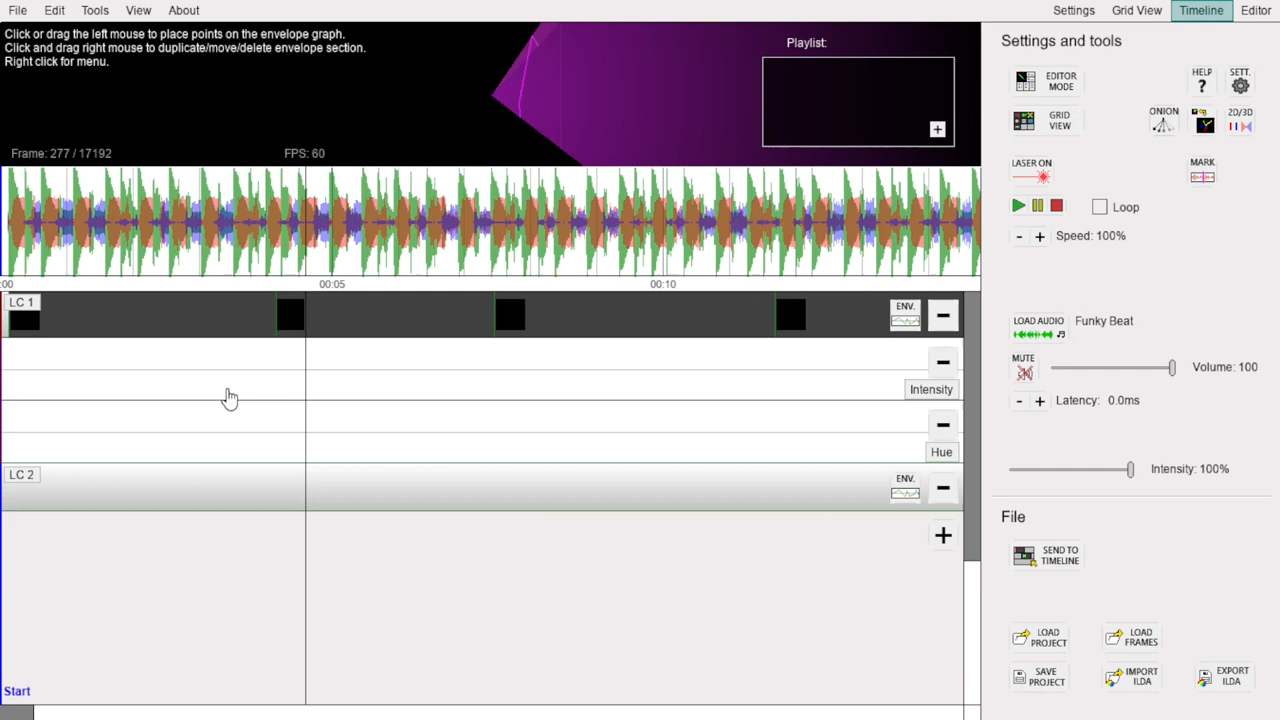 File Edit Tools View About
Settings Grid View Timeline Editor
Click or drag the left mouse to place points on the envelope graph.
Click and drag right mouse to duplicate/move/delete envelope section.
Right click for menu.
Playlist:
+
Frame: 277 / 17192
FPS: 60
:00 00:05 00:10
LC 1
ENV.
Intensity
Hue
LC 2
ENV.
Start
Settings and tools
EDITOR
MODE
HELP
?
SETT.
GRID
VIEW
ONION
2D/3D
LASER ON
MARK
Loop
- + Speed: 100%
LOAD AUDIO
Funky Beat
MUTE
Volume: 100
- + Latency: 0.0ms
Intensity: 100%
File
SEND TO
TIMELINE
LOAD
PROJECT
LOAD
FRAMES
SAVE
PROJECT
IMPORT
ILDA
EXPORT
ILDA